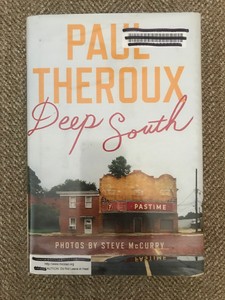 PAUL
THEROUX
Deep South
PASTIME
PHOTOS BY STEVE McCURRY